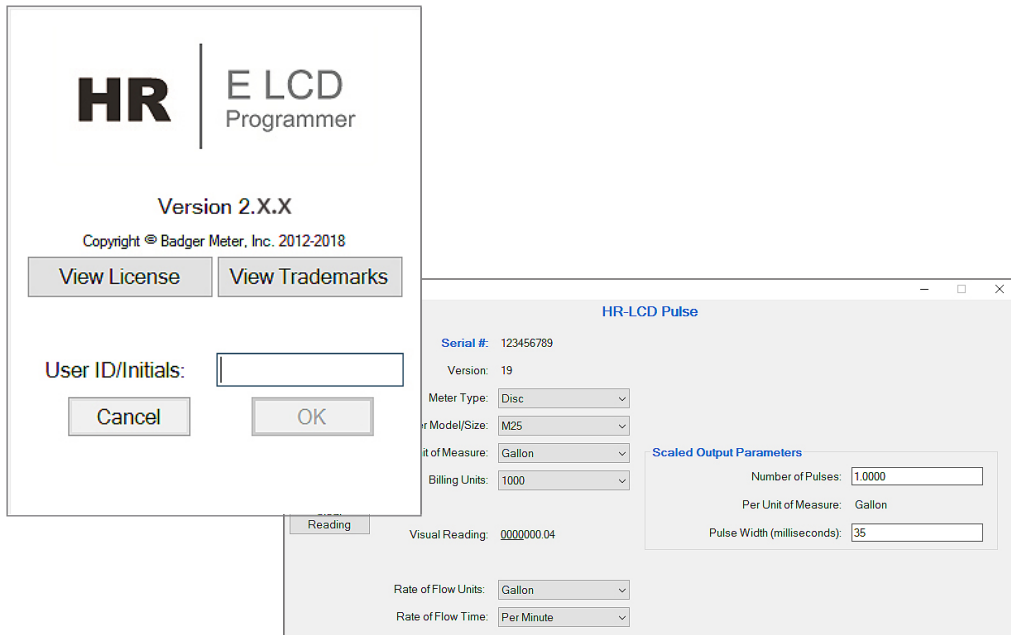 HR
E LCD
Programmer
Version 2.X.X
Copyright © Badger Meter, Inc. 2012-2018
View License
View Trademarks
User ID/Initials:
Cancel
OK
HR-LCD Pulse
Serial #: 123456789
Version: 19
Meter Type: Disc
Model/Size: M25
of Measure: Gallon
Billing Units: 1000
Reading
Visual Reading: 0000000.04
Rate of Flow Units: Gallon
Rate of Flow Time: Per Minute
Scaled Output Parameters
Number of Pulses: 1.0000
Per Unit of Measure: Gallon
Pulse Width (milliseconds): 35